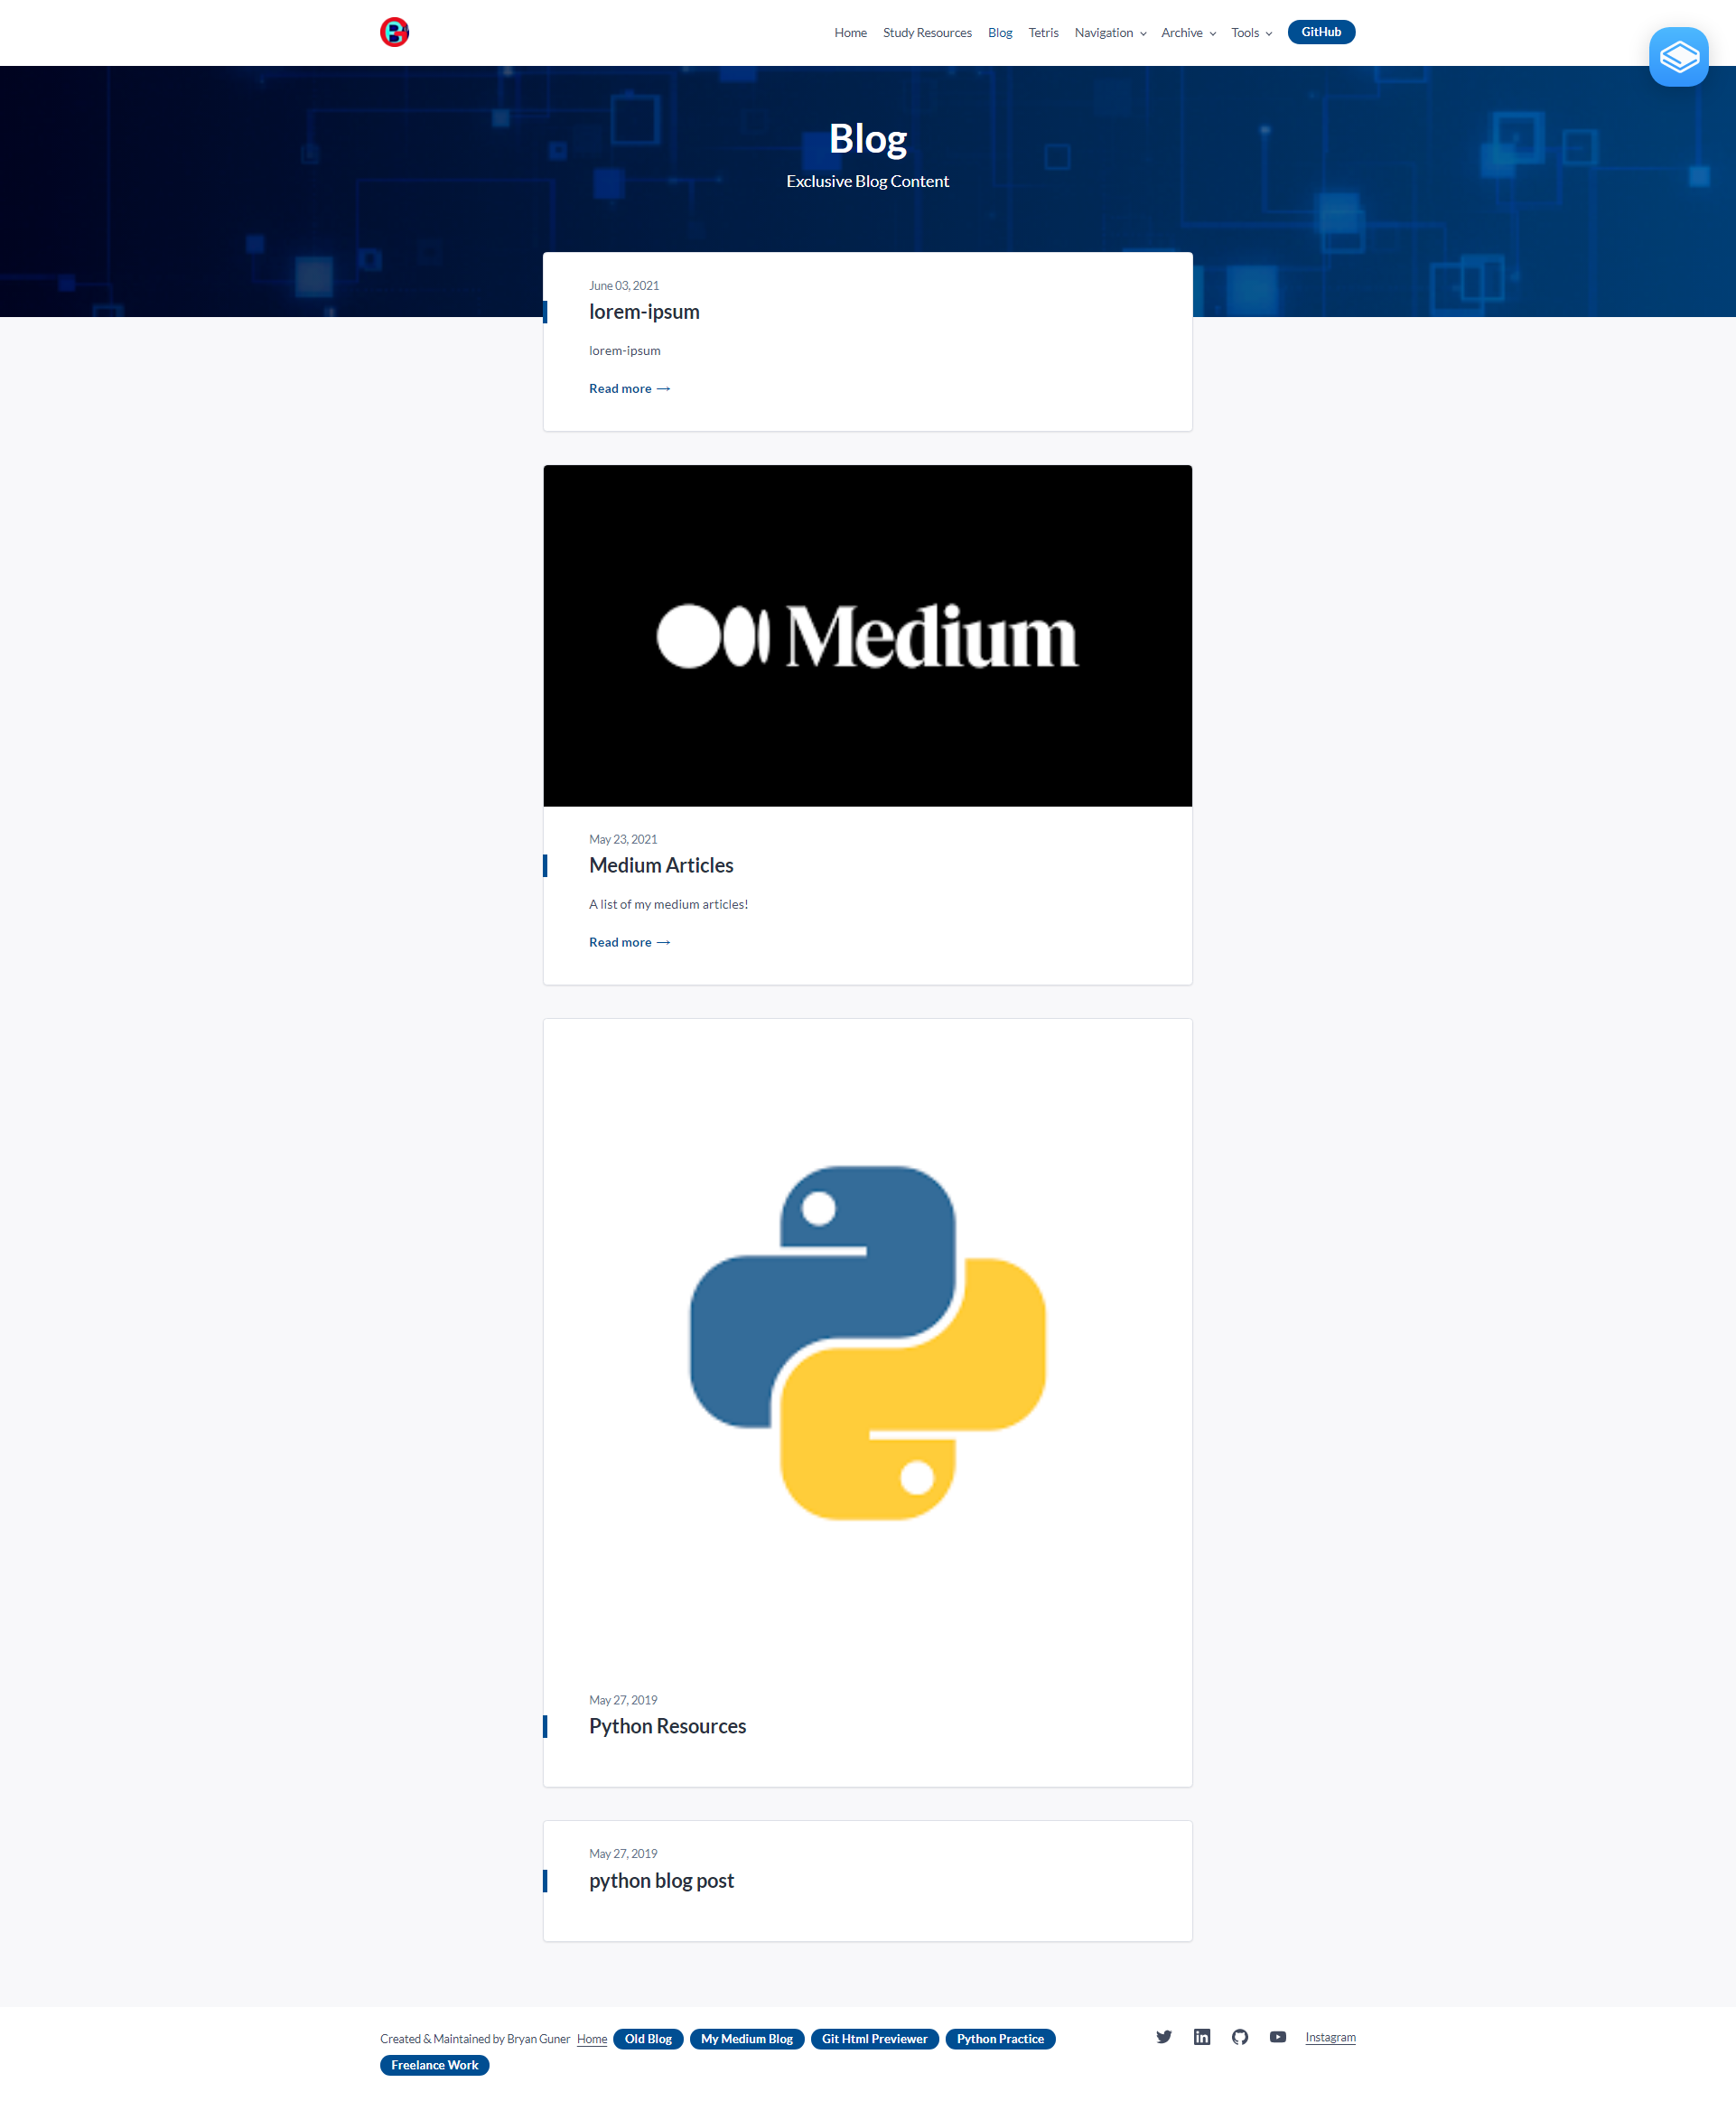 Home Study Resources Blog Tetris Navigation Archive Tools GitHub
Blog
Exclusive Blog Content
June 03, 2021
lorem-ipsum
lorem-ipsum
Read more →
Medium
May 23, 2021
Medium Articles
A list of my medium articles!
Read more →
May 27, 2019
Python Resources
May 27, 2019
python blog post
Created & Maintained by Bryan Guner Home Old Blog My Medium Blog Git Html Previewer Python Practice
Freelance Work
Instagram